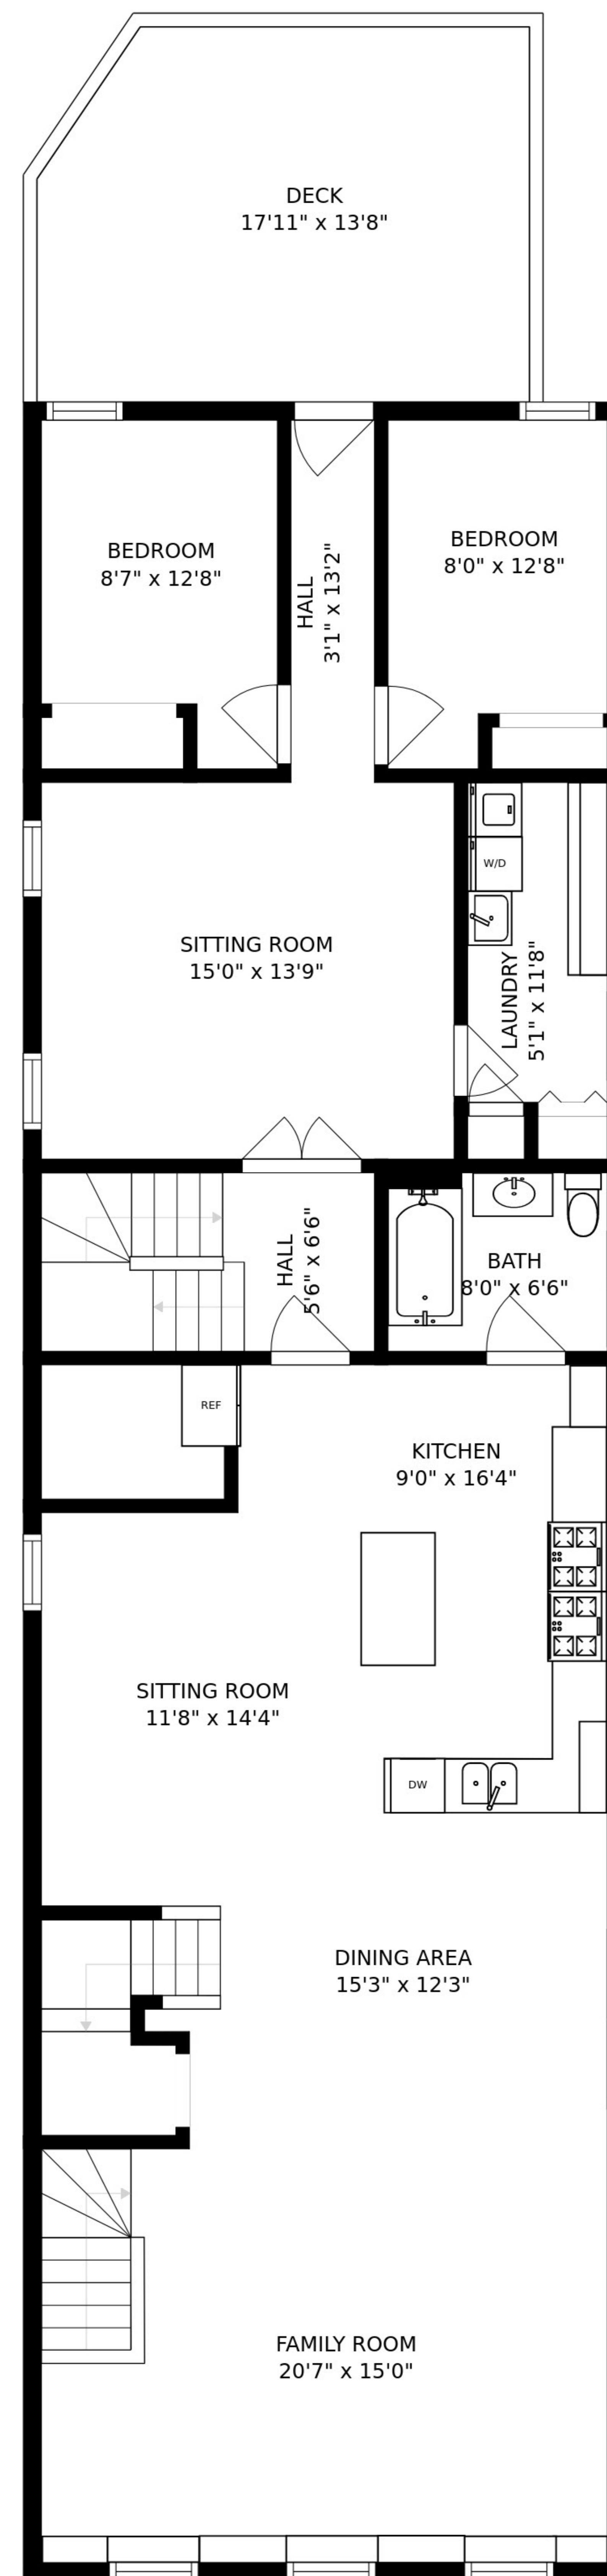 DECK
17'11" x 13'8"
BEDROOM
8'7" x 12'8"
HALL
3'1" x 13'2"
BEDROOM
8'0" x 12'8"
W/D
SITTING ROOM
15'0" x 13'9"
LAUNDRY
5'1" x 11'8"
HALL
5'6" x 6'6"
BATH
8'0" x 6'6"
REF
KITCHEN
9'0" x 16'4"
SITTING ROOM
11'8" x 14'4"
DW
DINING AREA
15'3" x 12'3"
FAMILY ROOM
20'7" x 15'0"